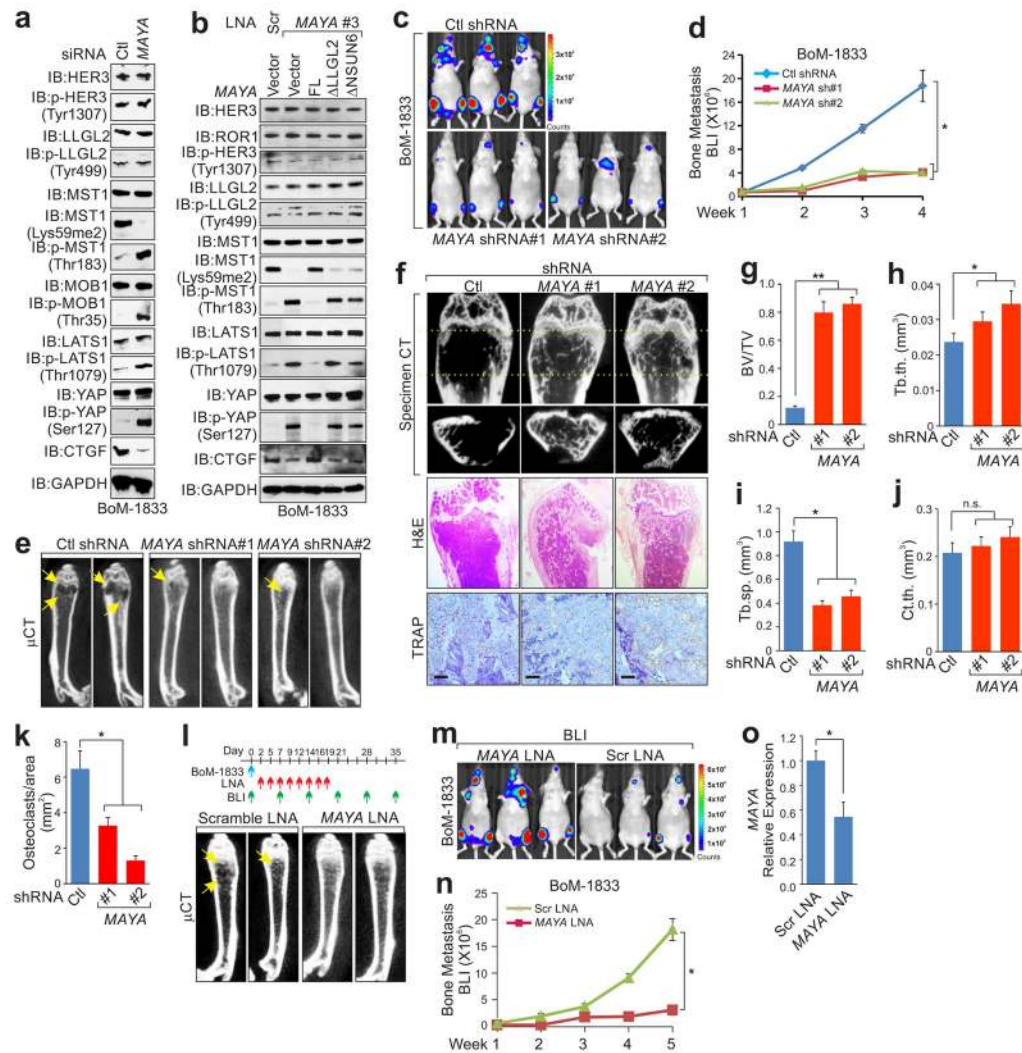 a
siRNA
Ctl
MAYA
IB:HER3
IB:p-HER3
(Tyr1307)
IB:LLGL2
IB:p-LLGL2
(Tyr499)
IB:MST1
IB:MST1
(Lys59me2)
IB:p-MST1
(Thr183)
IB:MOB1
IB:p-MOB1
(Thr35)
IB:LATS1
IB:p-LATS1
(Thr1079)
IB:YAP
IB:p-YAP
(Ser127)
IB:CTGF
IB:GAPDH
BoM-1833
b
LNA
Scr
MAYA #3
MAYA
Vector
Vector
FL
ΔLLGL2
ΔNSUN6
IB:HER3
IB:ROR1
IB:p-HER3
(Tyr1307)
IB:LLGL2
IB:p-LLGL2
(Tyr499)
IB:MST1
IB:MST1
(Lys59me2)
IB:p-MST1
(Thr183)
IB:LATS1
IB:p-LATS1
(Thr1079)
IB:YAP
IB:p-YAP
(Ser127)
IB:CTGF
IB:GAPDH
BoM-1833
c
Ctl shRNA
BoM-1833
Counts
MAYA shRNA#1
MAYA shRNA#2
d
BoM-1833
Ctl shRNA
MAYA sh#1
MAYA sh#2
Bone Metastasis
BLI (X10⁶)
24
20
16
12
8
4
0
*
Week 1 2 3 4
e
Ctl shRNA
MAYA shRNA#1
MAYA shRNA#2
μCT
f
shRNA
Ctl
MAYA #1
MAYA #2
Specimen CT
H&E
TRAP
g
BV/TV
1.0
0.8
0.6
0.4
0.2
0
**
shRNA
Ctl
#1
#2
MAYA
h
Tb.th. (mm³)
0.04
0.03
0.02
0.01
0
*
shRNA
Ctl
#1
#2
MAYA
i
Tb.sp. (mm³)
1.0
0.8
0.6
0.4
0.2
0
*
shRNA
Ctl
#1
#2
MAYA
j
Ct.th. (mm³)
0.3
0.2
0.1
0
n.s.
shRNA
Ctl
#1
#2
MAYA
k
Osteoclasts/area
(mm²)
8
6
4
2
0
*
shRNA
Ctl
#1
#2
MAYA
l
Day 0 2 5 7 9 12 14 16 19 21 28 35
BoM-1833
LNA
BLI
Scramble LNA
MAYA LNA
μCT
m
BLI
MAYA LNA
Scr LNA
BoM-1833
Counts
n
BoM-1833
Scr LNA
MAYA LNA
Bone Metastasis
BLI (X10⁶)
20
15
10
5
0
*
Week 1 2 3 4 5
o
MAYA
Relative Expression
1.2
1.0
0.8
0.6
0.4
0.2
0
*
Scr LNA
MAYA LNA